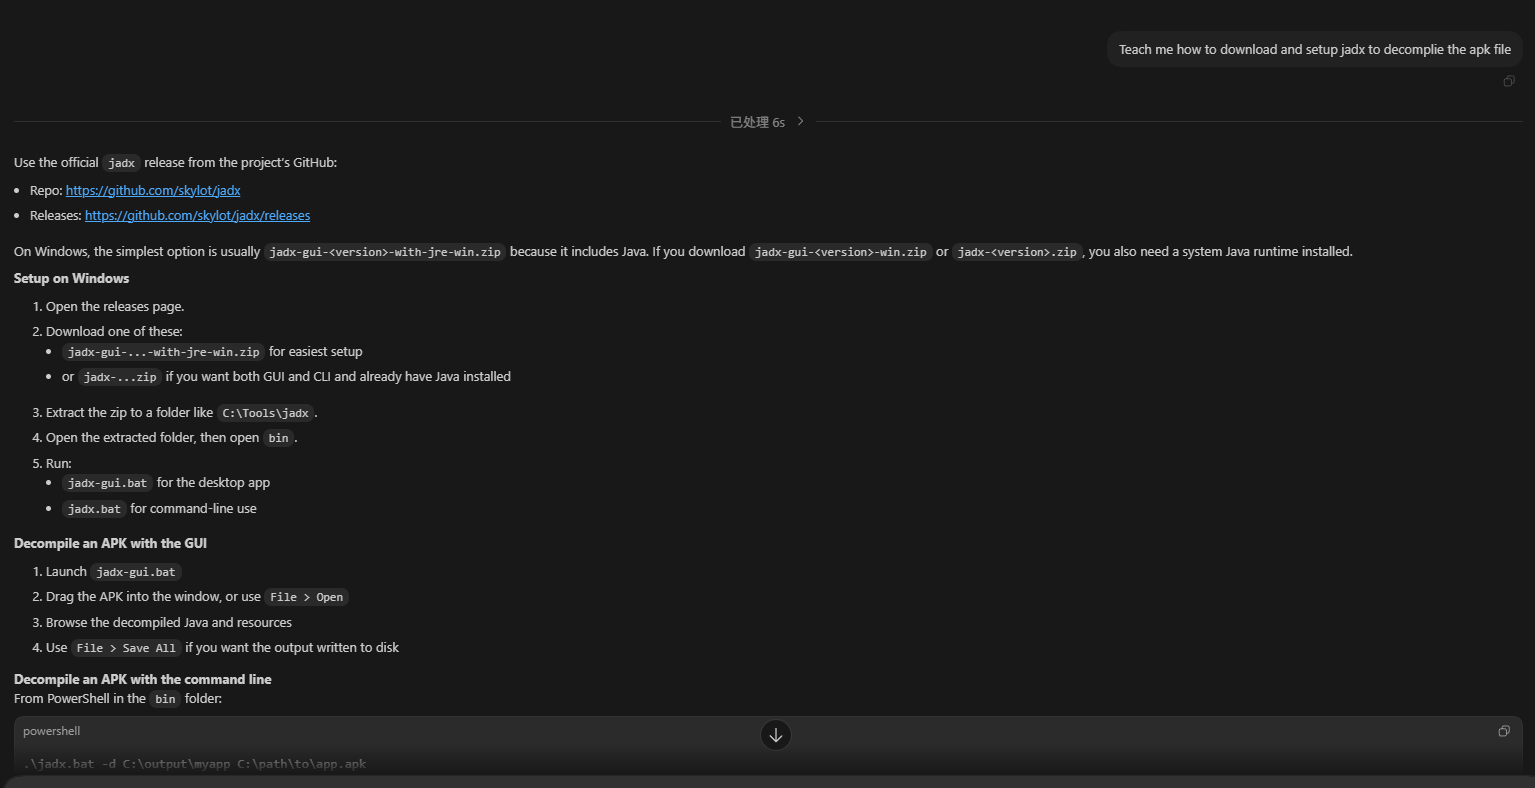 Teach me how to download and setup jadx to decomplie the apk file
已处理 6s
Use the official jadx release from the project's GitHub:
Repo: https://github.com/skylot/jadx
Releases: https://github.com/skylot/jadx/releases
On Windows, the simplest option is usually jadx-gui-<version>-with-jre-win.zip because it includes Java. If you download jadx-gui-<version>-win.zip or jadx-<version>.zip, you also need a system Java runtime installed.
Setup on Windows
1. Open the releases page.
2. Download one of these:
jadx-gui-...-with-jre-win.zip for easiest setup
or jadx-...zip if you want both GUI and CLI and already have Java installed
3. Extract the zip to a folder like C:\Tools\jadx.
4. Open the extracted folder, then open bin.
5. Run:
jadx-gui.bat for the desktop app
jadx.bat for command-line use
Decompile an APK with the GUI
1. Launch jadx-gui.bat
2. Drag the APK into the window, or use File > Open
3. Browse the decompiled Java and resources
4. Use File > Save All if you want the output written to disk
Decompile an APK with the command line
From PowerShell in the bin folder:
powershell
.\jadx.bat -d C:\output\myapp C:\path\to\app.apk